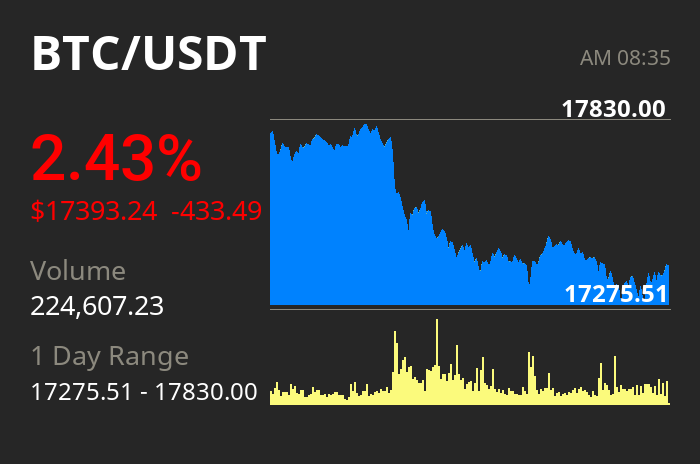 BTC/USDT
AM 08:35
17830.00
2.43%
$17393.24 -433.49
Volume
224,607.23
17275.51
1 Day Range
17275.51 - 17830.00